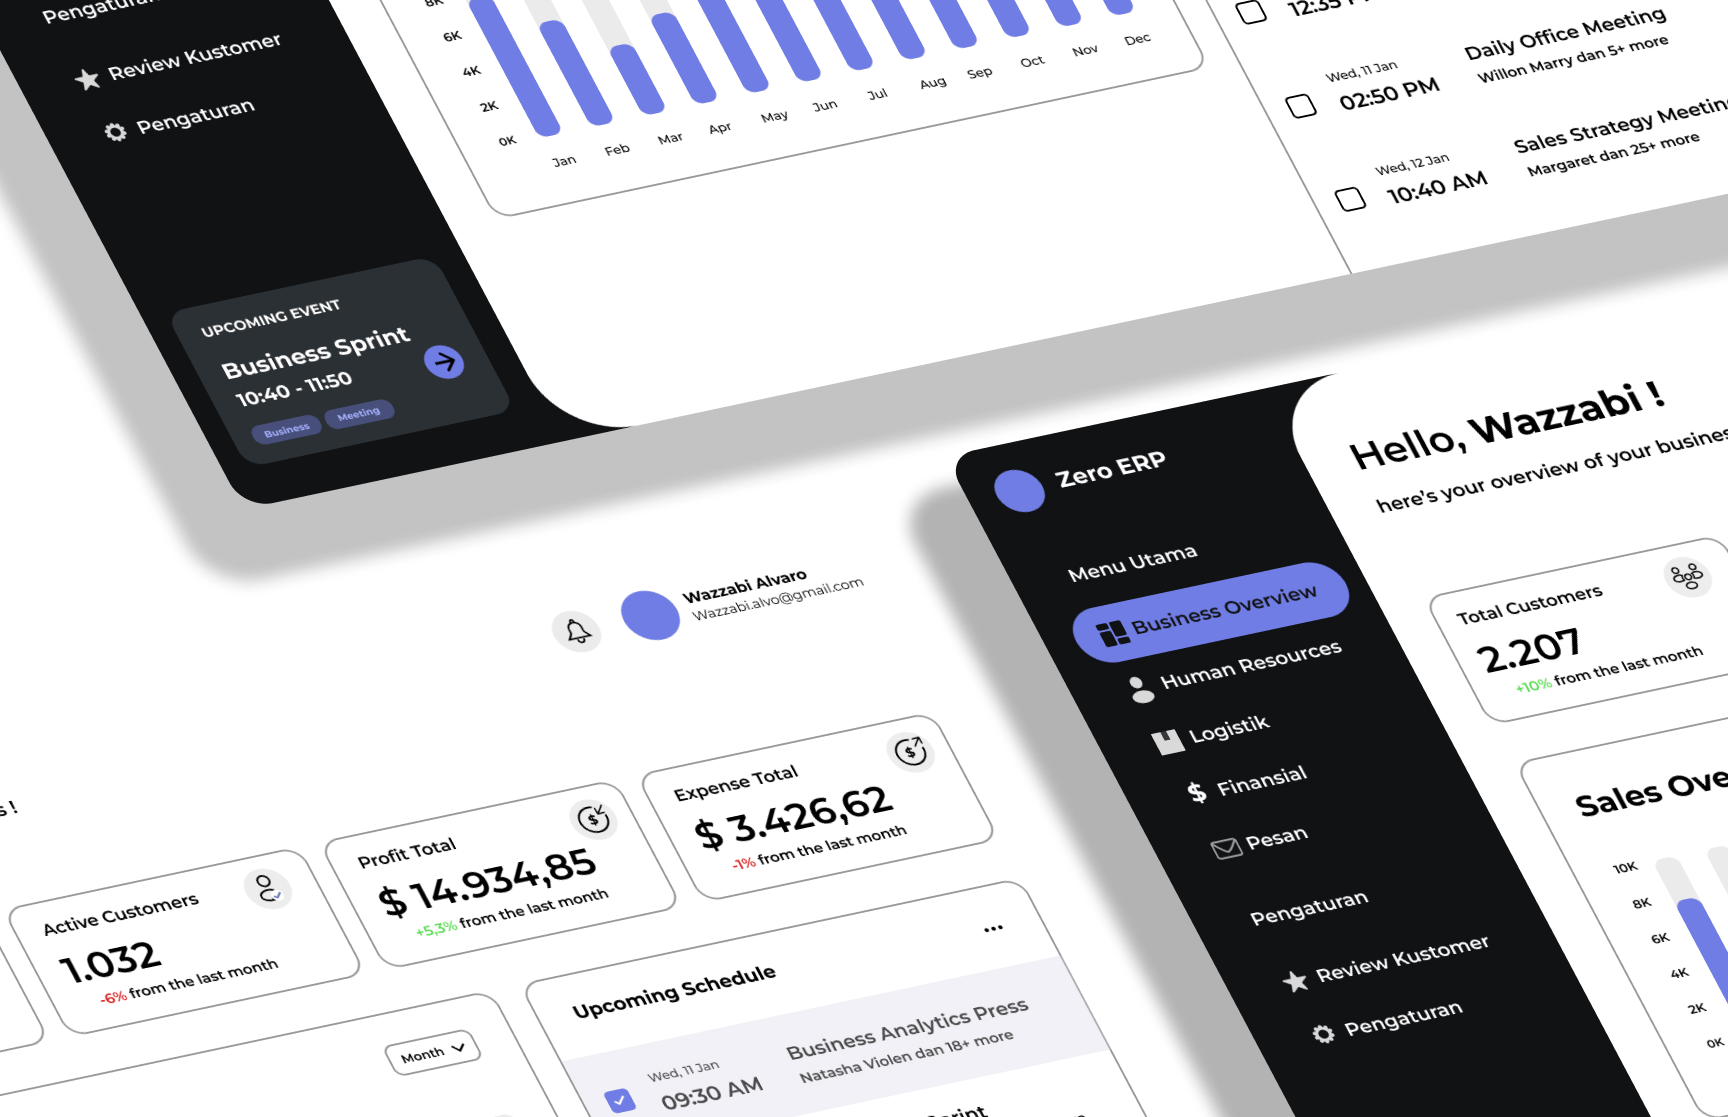 Pengaturan
Review Kustomer
Pengaturan
UPCOMING EVENT
Business Sprint
10:40 - 11:50
Business
Meeting
8K
6K
4K
2K
0K
Jan
Feb
Mar
Apr
May
Jun
Jul
Aug
Sep
Oct
Nov
Dec
12:35
Wed, 11 Jan
02:50 PM
Daily Office Meeting
Willon Marry dan 5+ more
Wed, 12 Jan
10:40 AM
Sales Strategy Meeting
Margaret dan 25+ more
Wazzabi Alvaro
Wazzabi.alvo@gmail.com
s !
Active Customers
1.032
-6% from the last month
Profit Total
$ 14.934,85
+5,3% from the last month
Expense Total
$ 3.426,62
-1% from the last month
Month
Upcoming Schedule
Wed, 11 Jan
09:30 AM
Business Analytics Press
Natasha Violen dan 18+ more
Zero ERP
Menu Utama
Business Overview
Human Resources
Logistik
Finansial
Pesan
Pengaturan
Review Kustomer
Pengaturan
Hello, Wazzabi !
here's your overview of your business
Total Customers
2.207
+10% from the last month
Sales Ove
10K
8K
6K
4K
2K
0K